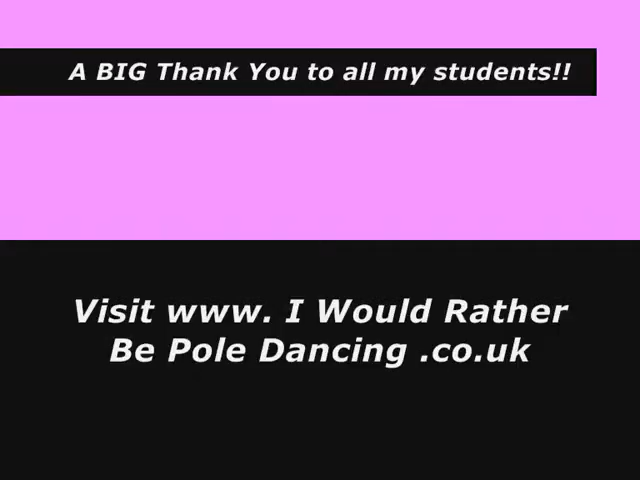 A BIG Thank You to all my students!!
Visit www. I Would Rather
Be Pole Dancing .co.uk